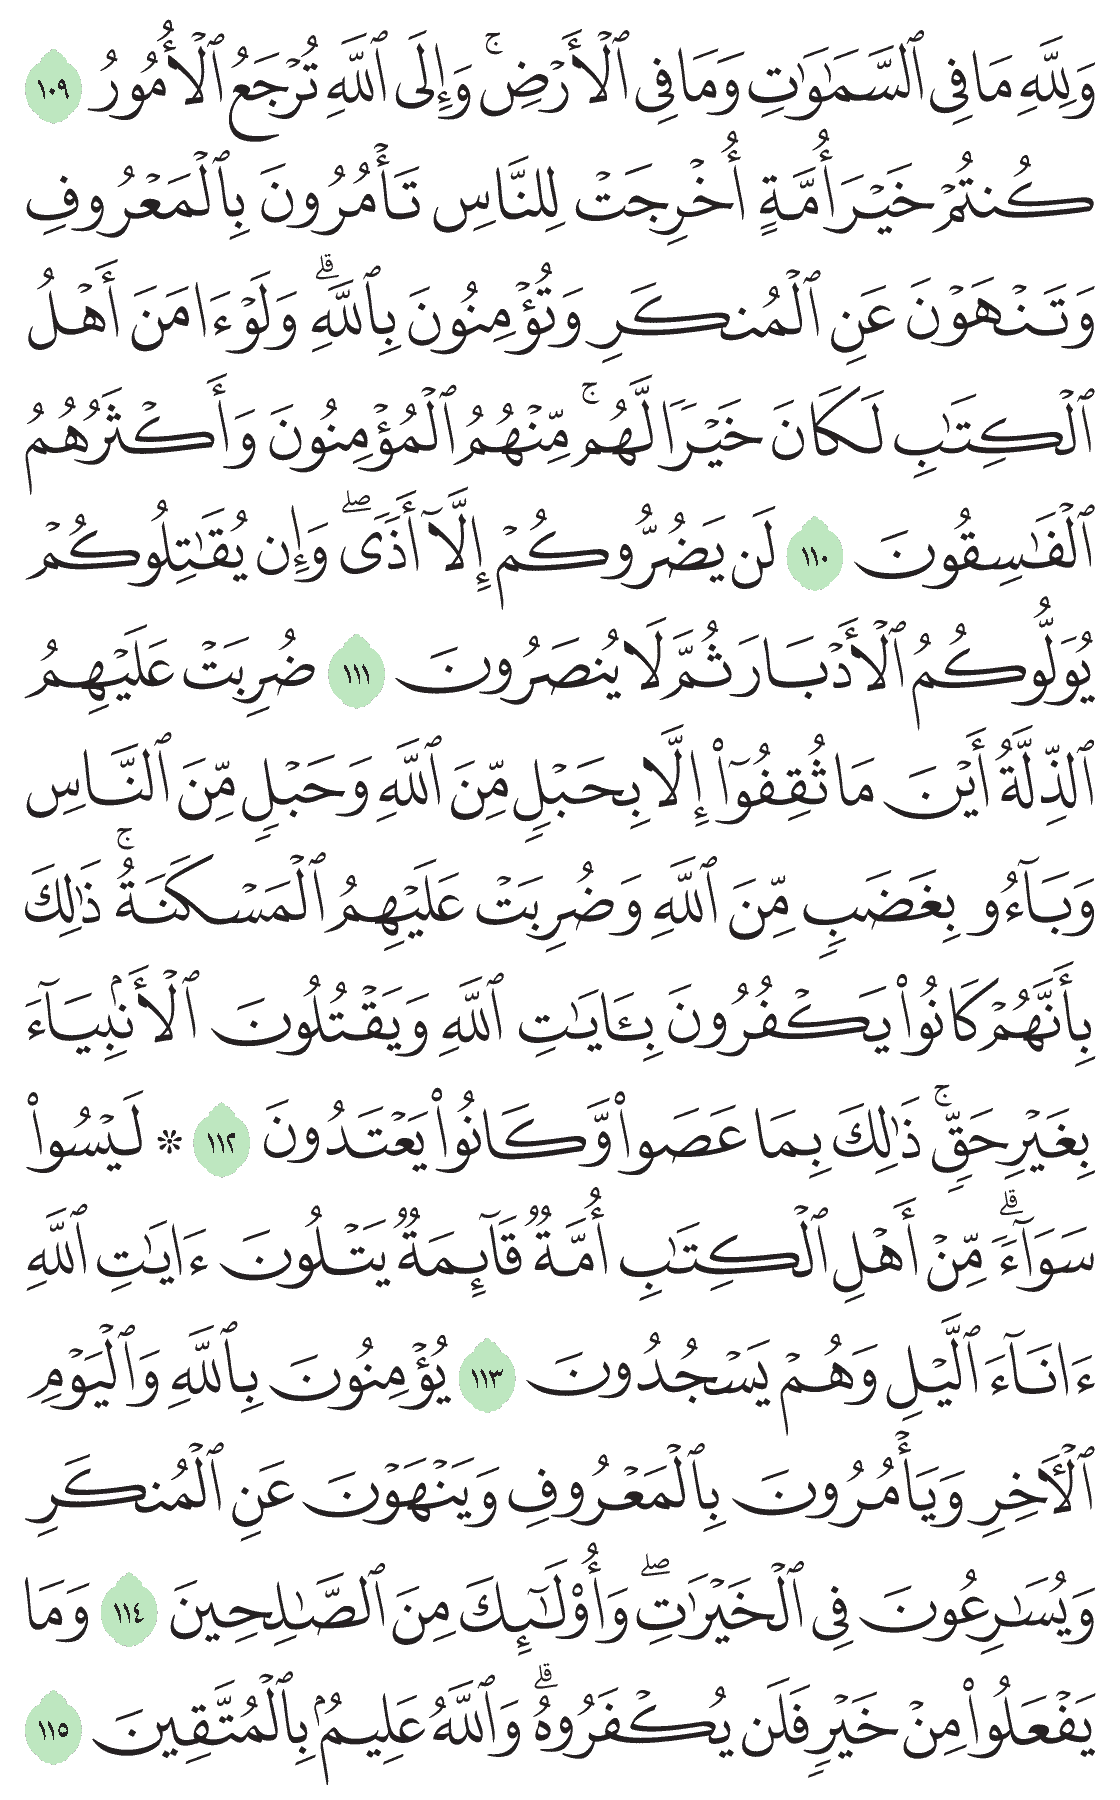 وَلِلَّهِ مَا فِي ٱلسَّمَٰوَٰتِ وَمَا فِي ٱلْأَرْضِ ۚ وَإِلَى ٱللَّهِ تُرْجَعُ ٱلْأُمُورُ ١٠٩
كُنتُمْ خَيْرَ أُمَّةٍ أُخْرِجَتْ لِلنَّاسِ تَأْمُرُونَ بِٱلْمَعْرُوفِ
وَتَنْهَوْنَ عَنِ ٱلْمُنكَرِ وَتُؤْمِنُونَ بِٱللَّهِ ۗ وَلَوْ ءَامَنَ أَهْلُ
ٱلْكِتَٰبِ لَكَانَ خَيْرًا لَّهُم ۚ مِّنْهُمُ ٱلْمُؤْمِنُونَ وَأَكْثَرُهُمُ
ٱلْفَٰسِقُونَ ١١٠ لَن يَضُرُّوكُمْ إِلَّآ أَذًى ۖ وَإِن يُقَٰتِلُوكُمْ
يُوَلُّوكُمُ ٱلْأَدْبَارَ ثُمَّ لَا يُنصَرُونَ ١١١ ضُرِبَتْ عَلَيْهِمُ
ٱلذِّلَّةُ أَيْنَ مَا ثُقِفُوٓا۟ إِلَّا بِحَبْلٍ مِّنَ ٱللَّهِ وَحَبْلٍ مِّنَ ٱلنَّاسِ
وَبَآءُو بِغَضَبٍ مِّنَ ٱللَّهِ وَضُرِبَتْ عَلَيْهِمُ ٱلْمَسْكَنَةُ ۚ ذَٰلِكَ
بِأَنَّهُمْ كَانُوا۟ يَكْفُرُونَ بِـَٔايَٰتِ ٱللَّهِ وَيَقْتُلُونَ ٱلْأَنۢبِيَآءَ
بِغَيْرِ حَقٍّ ۚ ذَٰلِكَ بِمَا عَصَوا۟ وَّكَانُوا۟ يَعْتَدُونَ ١١٢ ۞ لَيْسُوا۟
سَوَآءً ۗ مِّنْ أَهْلِ ٱلْكِتَٰبِ أُمَّةٌ قَآئِمَةٌ يَتْلُونَ ءَايَٰتِ ٱللَّهِ
ءَانَآءَ ٱلَّيْلِ وَهُمْ يَسْجُدُونَ ١١٣ يُؤْمِنُونَ بِٱللَّهِ وَٱلْيَوْمِ
ٱلْـَٔاخِرِ وَيَأْمُرُونَ بِٱلْمَعْرُوفِ وَيَنْهَوْنَ عَنِ ٱلْمُنكَرِ
وَيُسَٰرِعُونَ فِي ٱلْخَيْرَٰتِ ۖ وَأُو۟لَٰٓئِكَ مِنَ ٱلصَّٰلِحِينَ ١١٤ وَمَا
يَفْعَلُوا۟ مِنْ خَيْرٍ فَلَن يُكْفَرُوهُ ۗ وَٱللَّهُ عَلِيمٌۢ بِٱلْمُتَّقِينَ ١١٥